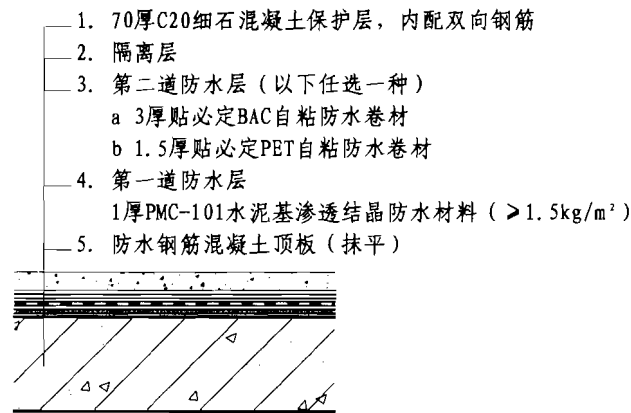 1. 70厚C20细石混凝土保护层，内配双向钢筋
2. 隔离层
3. 第二道防水层（以下任选一种）
a 3厚贴必定BAC自粘防水卷材
b 1.5厚贴必定PET自粘防水卷材
4. 第一道防水层
1厚PMC-101水泥基渗透结晶防水材料（≥1.5kg/m²）
5. 防水钢筋混凝土顶板（抹平）